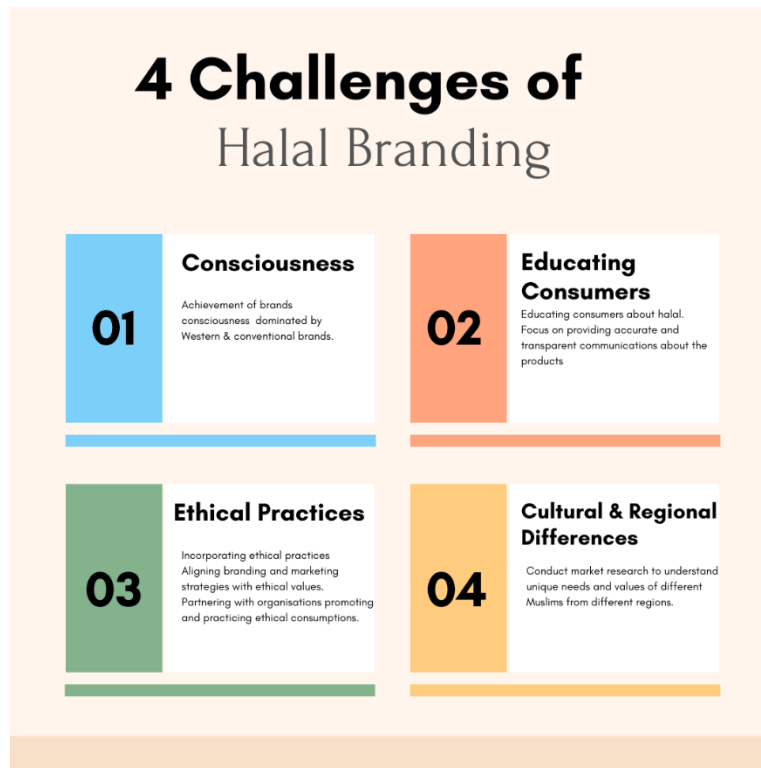 4 Challenges of
Halal Branding
01
Consciousness
Achievement of brands
consciousness dominated by
Western & conventional brands.
02
Educating
Consumers
Educating consumers about halal.
Focus on providing accurate and
transparent communications about the
products
03
Ethical Practices
Incorporating ethical practices
Aligning branding and marketing
strategies with ethical values.
Partnering with organisations promoting
and practicing ethical consumptions.
04
Cultural & Regional
Differences
Conduct market research to understand
unique needs and values of different
Muslims from different regions.